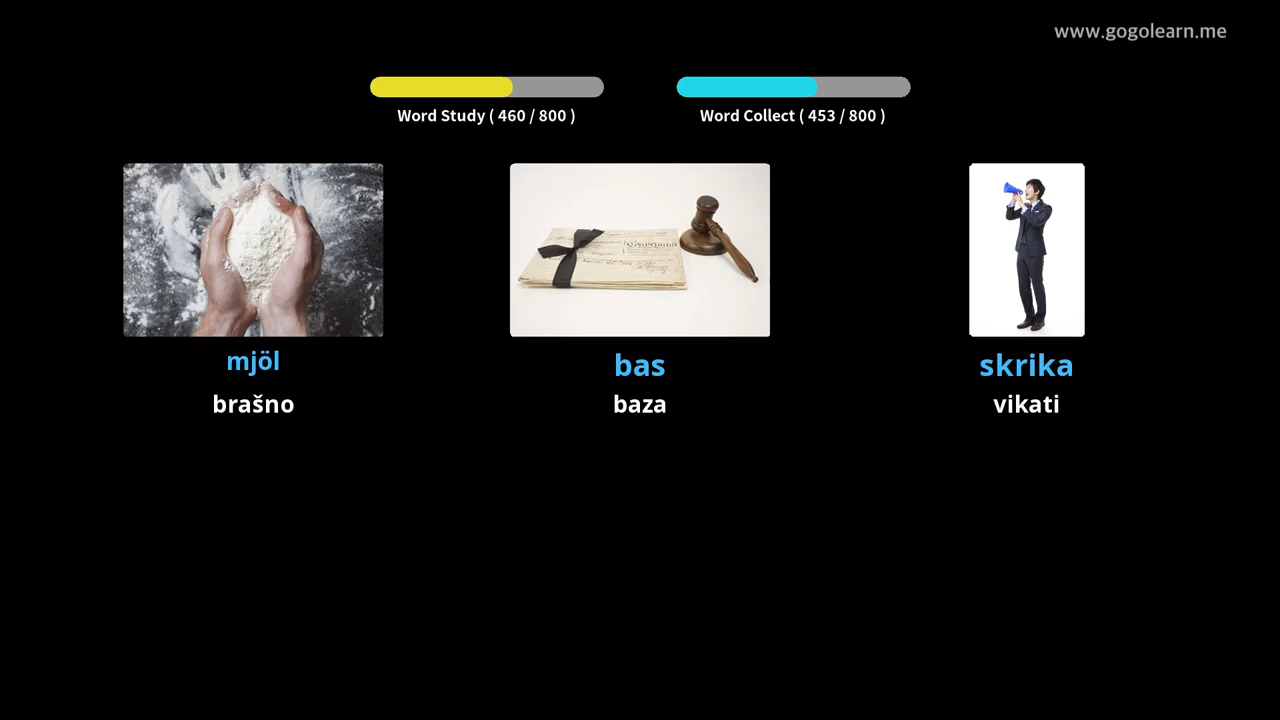 www.gogolearn.me
Word Study ( 460 / 800 )
Word Collect ( 453 / 800 )
mjöl
bas
skrika
brašno
baza
vikati